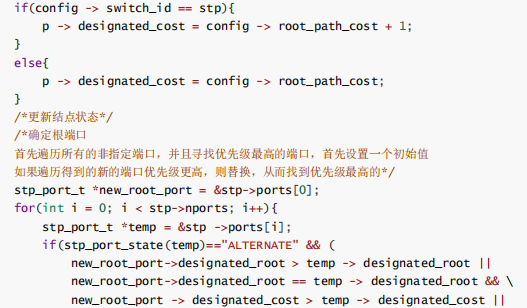 if(config -> switch_id == stp){
p -> designated_cost = config -> root_path_cost + 1;
}
else{
p -> designated_cost = config -> root_path_cost;
}
/*更新结点状态*/
/*确定根端口
首先遍历所有的非指定端口，并且寻找优先级最高的端口，首先设置一个初始值
如果遍历得到的新的端口优先级更高，则替换，从而找到优先级最高的*/
stp_port_t *new_root_port = &stp->ports[0];
for(int i = 0; i < stp->nports; i++){
stp_port_t *temp = &stp ->ports[i];
if(stp_port_state(temp)=="ALTERNATE" && (
new_root_port->designated_root > temp -> designated_root ||
new_root_port->designated_root == temp -> designated_root && \
new_root_port -> designated_cost > temp -> designated_cost ||